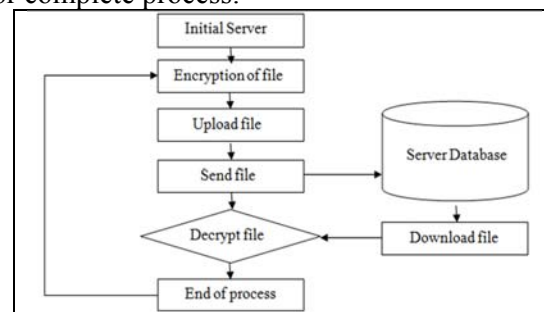 or complete process.
Initial Server
Encryption of file
Upload file
Server Database
Send file
Decrypt file
Download file
End of process